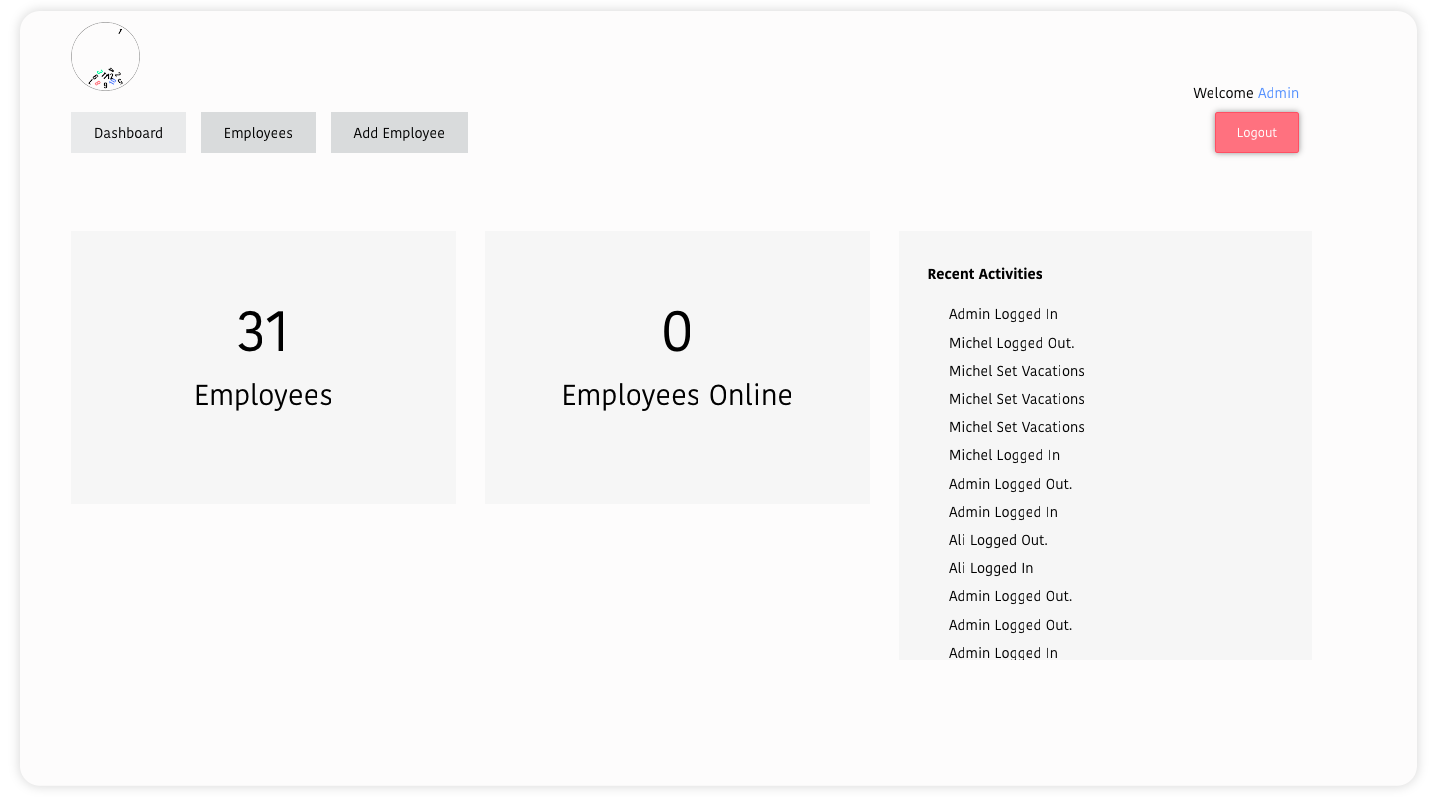 Welcome Admin
Dashboard
Employees
Add Employee
Logout
31
Employees
0
Employees Online
Recent Activities
Admin Logged In
Michel Logged Out.
Michel Set Vacations
Michel Set Vacations
Michel Set Vacations
Michel Logged In
Admin Logged Out.
Admin Logged In
Ali Logged Out.
Ali Logged In
Admin Logged Out.
Admin Logged Out.
Admin Logged In